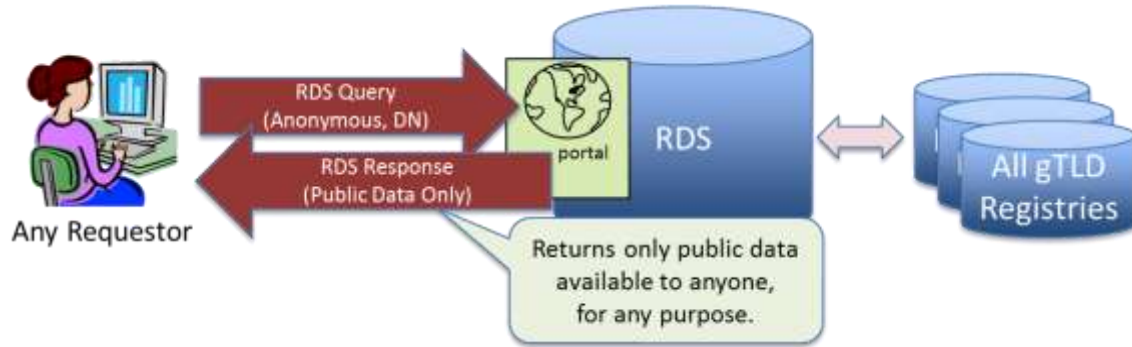 RDS Query
(Anonymous, DN)
portal
RDS
RDS Response
(Public Data Only)
All gTLD
Registries
Any Requestor
Returns only public data
available to anyone,
for any purpose.